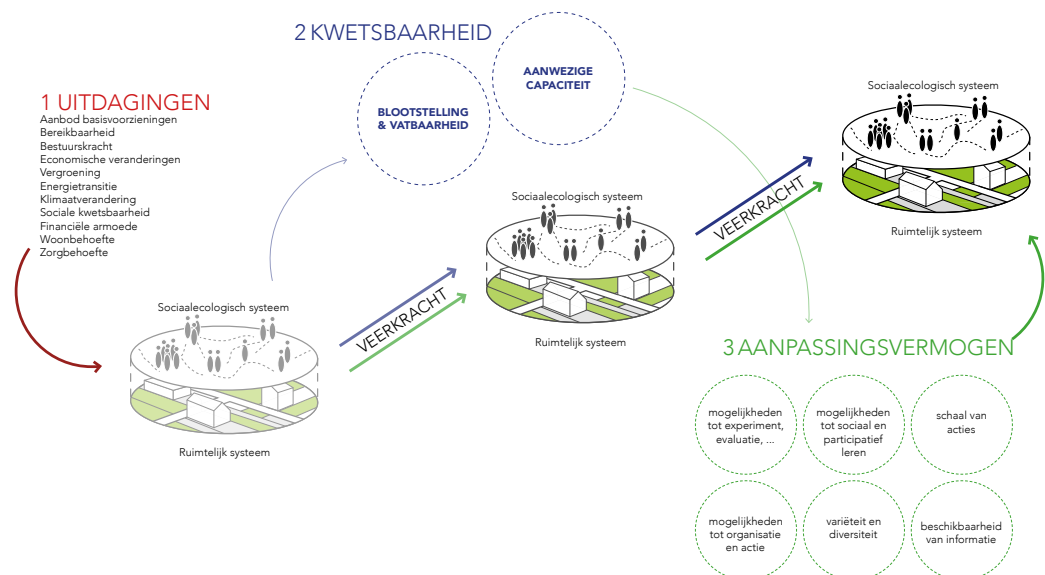 1 UITDAGINGEN
Aanbod basisvoorzieningen
Bereikbaarheid
Bestuurskracht
Economische veranderingen
Vergroening
Energietransitie
Klimaatverandering
Sociale kwetsbaarheid
Financiële armoede
Woonbehoefte
Zorgbehoefte
2 KWETSBAARHEID
BLOOTSTELLING
& VATBAARHEID
AANWEZIGE
CAPACITEIT
Sociaalecologisch systeem
Ruimtelijk systeem
VEERKRACHT
Sociaalecologisch systeem
Ruimtelijk systeem
VEERKRACHT
Sociaalecologisch systeem
Ruimtelijk systeem
3 AANPASSINGSVERMOGEN
mogelijkheden
tot experiment,
evaluatie, ...
mogelijkheden
tot sociaal en
participatief
leren
schaal van
acties
mogelijkheden
tot organisatie
en actie
variëteit en
diversiteit
beschikbaarheid
van informatie